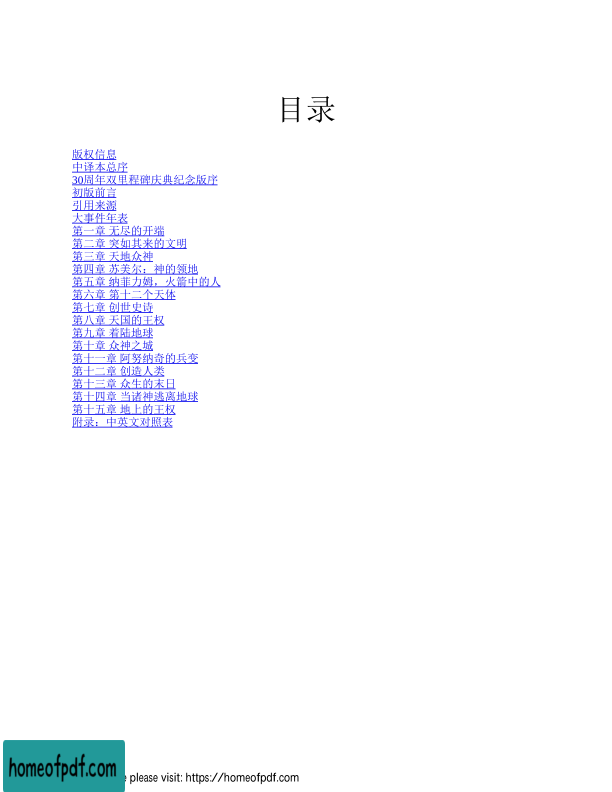 目录
版权信息
中译本总序
30周年双里程碑庆典纪念版序
初版前言
引用来源
大事件年表
第一章 无尽的开端
第二章 突如其来的文明
第三章 天地众神
第四章 苏美尔：神的领地
第五章 纳菲力姆，火箭中的人
第六章 第十二个天体
第七章 创世史诗
第八章 天国的王权
第九章 着陆地球
第十章 众神之城
第十一章 阿努纳奇的兵变
第十二章 创造人类
第十三章 众生的末日
第十四章 当诸神逃离地球
第十五章 地上的王权
附录：中英文对照表
homeofpdf.com
please visit: https://homeofpdf.com